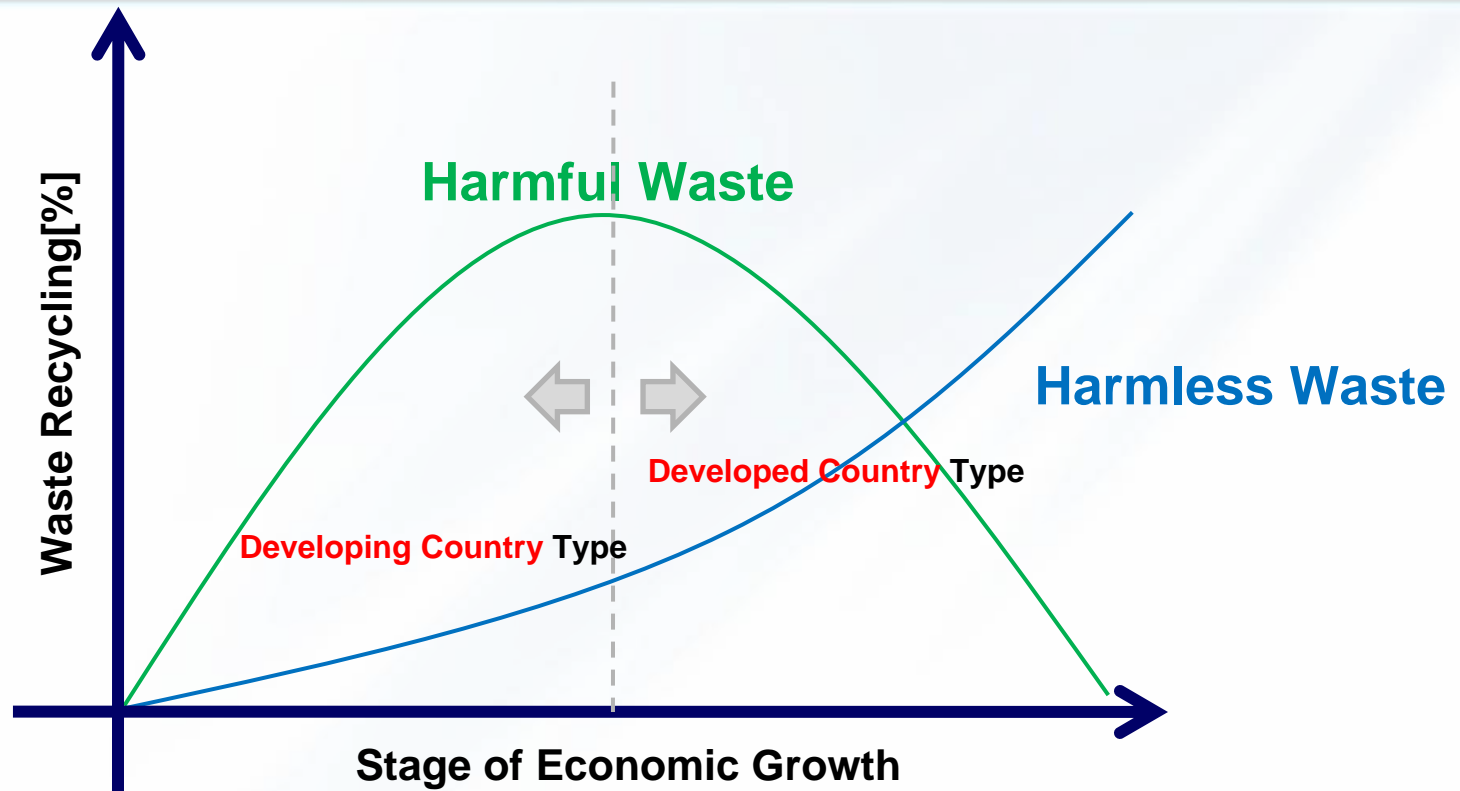 Harmful Waste
Waste Recycling[%]
Harmless Waste
Developed Country Type
Developing Country Type
Stage of Economic Growth